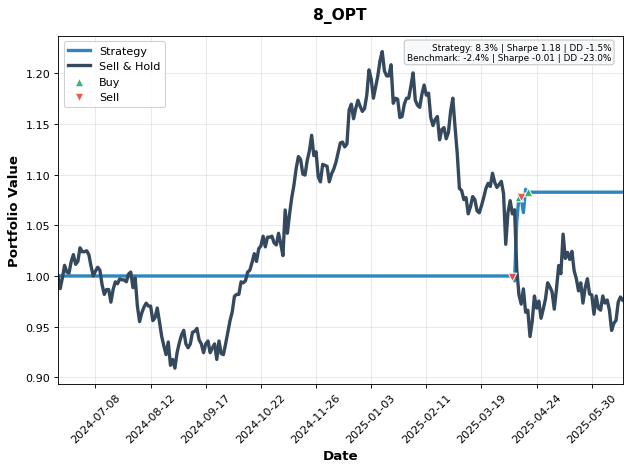 8_OPT
Strategy: 8.3% | Sharpe 1.18 | DD -1.5%
Benchmark: -2.4% | Sharpe -0.01 | DD -23.0%
Strategy
Sell & Hold
Buy
Sell
Portfolio Value
1.20
1.15
1.10
1.05
1.00
0.95
0.90
2024-07-08
2024-08-12
2024-09-17
2024-10-22
2024-11-26
2025-01-03
2025-02-11
2025-03-19
2025-04-24
2025-05-30
Date